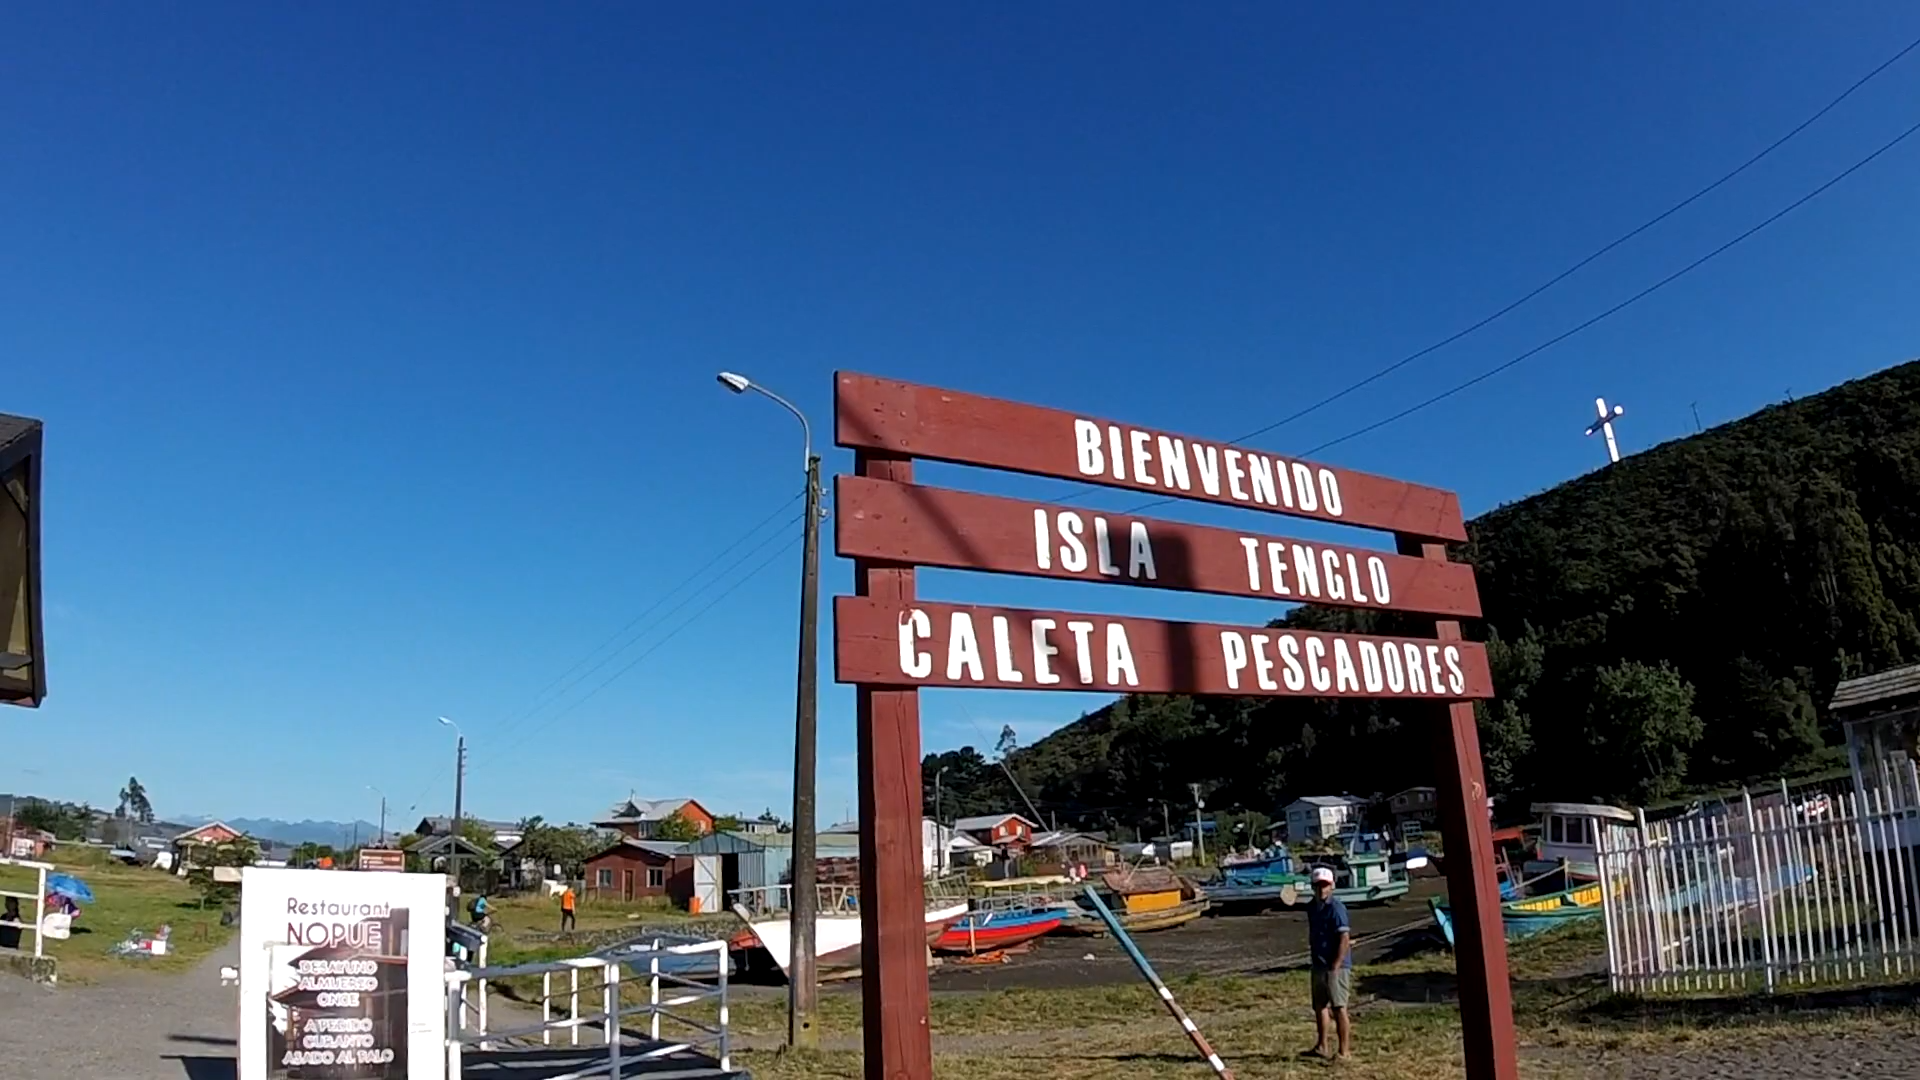 BIENVENIDO
ISLA TENGLO
CALETA PESCADORES
Restaurant
NOPUE
DESAYUNO
ALMUERZO
ONCE
A PEDIDO
CURANTO
ASADO AL PALO